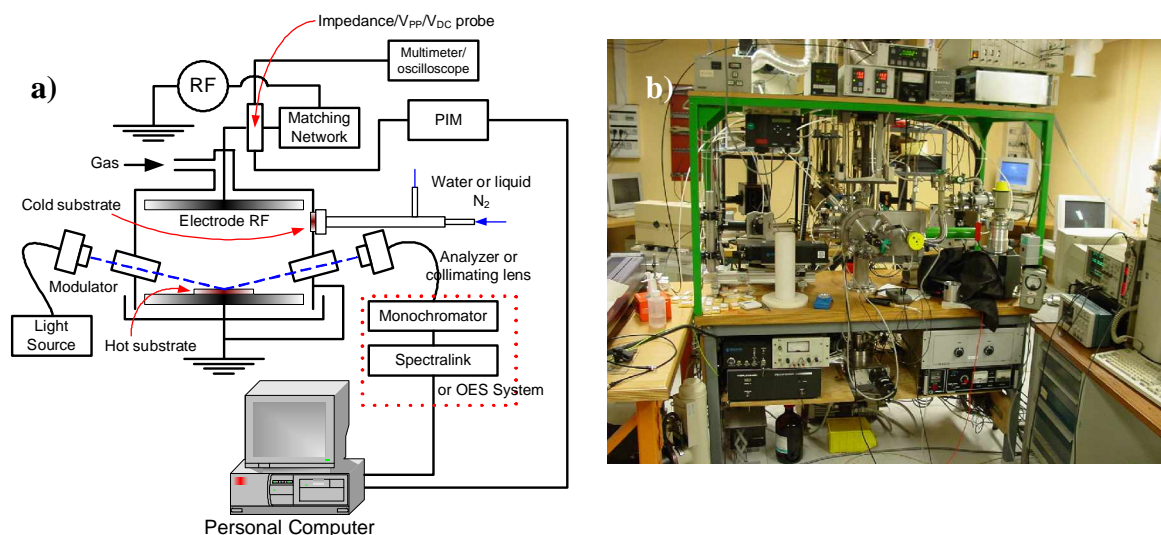 Impedance/VPP/VDC probe
Multimeter/
oscilloscope
a)
RF
Matching
Network
PIM
Gas
Water or liquid
N2
Cold substrate
Electrode RF
Analyzer or
collimating lens
Modulator
Monochromator
Light
Source
Hot substrate
Spectralink
or OES System
Personal Computer
b)